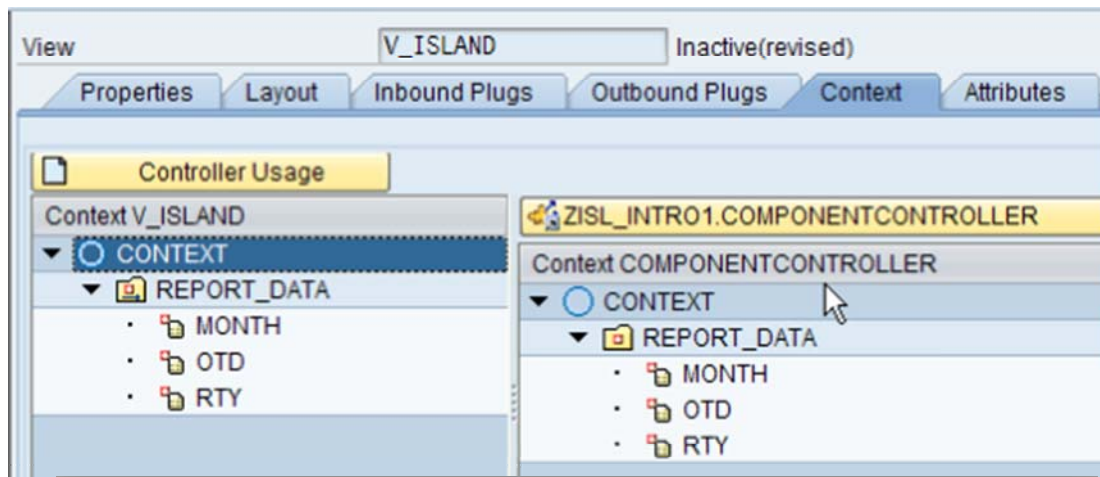 View V_ISLAND Inactive(revised)
Properties Layout Inbound Plugs Outbound Plugs Context Attributes
Controller Usage
Context V_ISLAND
CONTEXT
REPORT_DATA
MONTH
OTD
RTY
ZISL_INTRO1.COMPONENTCONTROLLER
Context COMPONENTCONTROLLER
CONTEXT
REPORT_DATA
MONTH
OTD
RTY